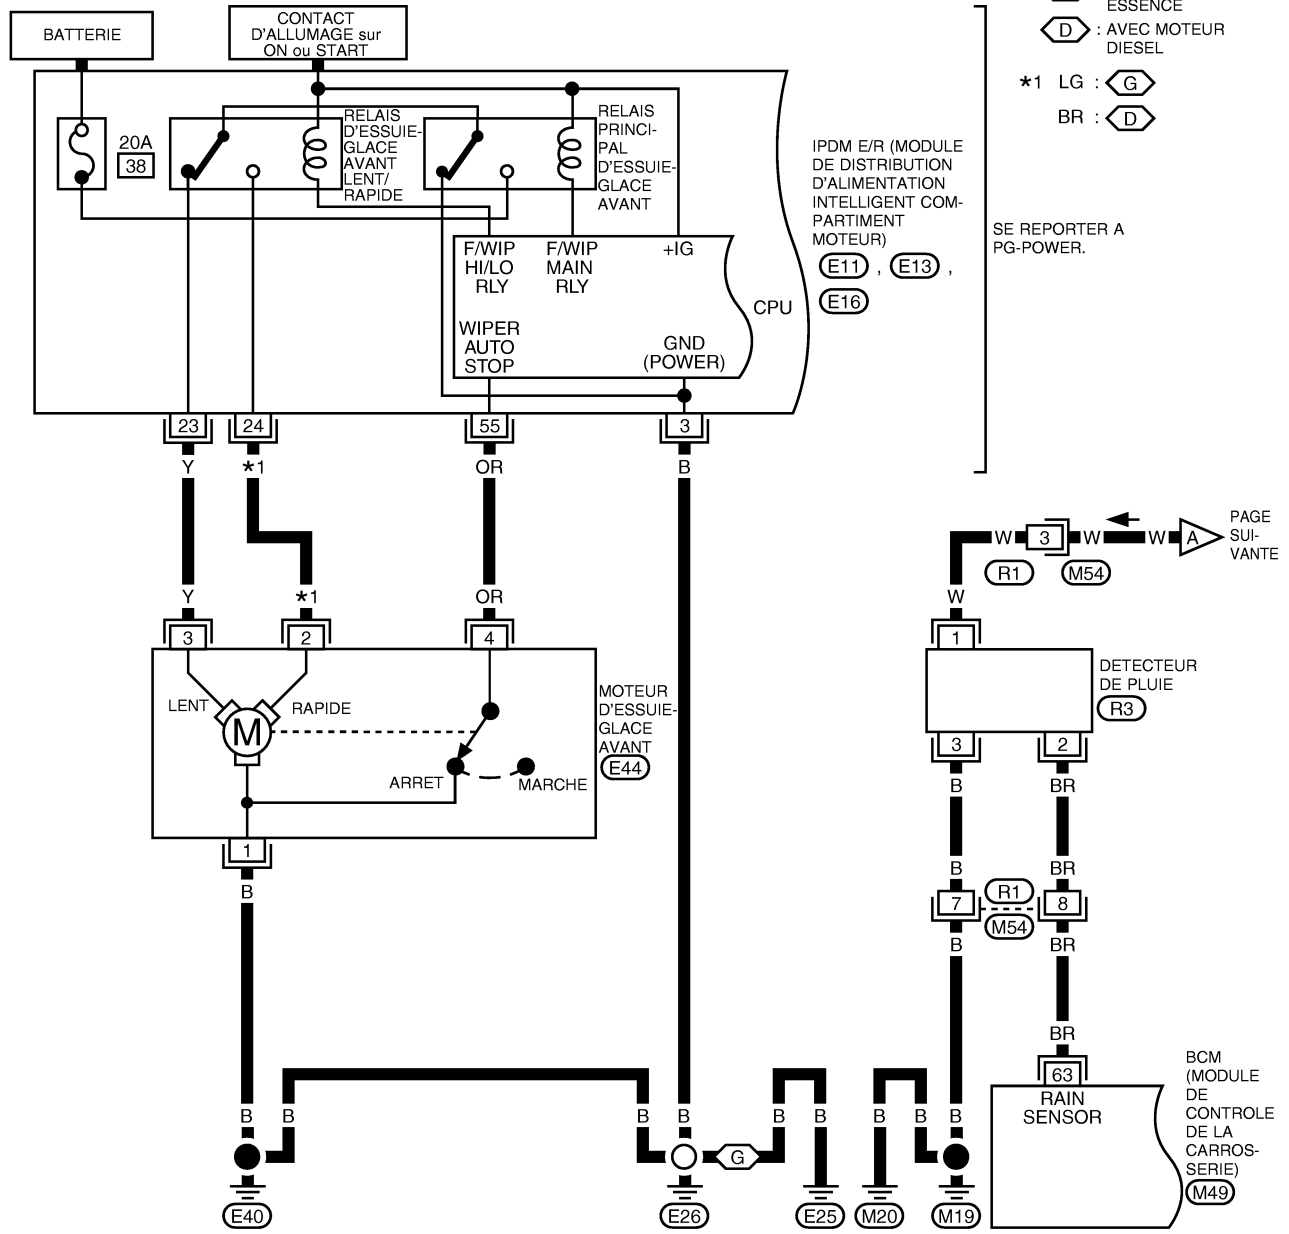 BATTERIE
CONTACT
D'ALLUMAGE sur
ON ou START
ESSENCE
D : AVEC MOTEUR
DIESEL
*1 LG : G
BR : D
20A
38
RELAIS
D'ESSUIE-
GLACE
AVANT
LENT/
RAPIDE
RELAIS
PRINCI-
PAL
D'ESSUIE-
GLACE
AVANT
IPDM E/R (MODULE
DE DISTRIBUTION
D'ALIMENTATION
INTELLIGENT COM-
PARTIMENT
MOTEUR)
E11 , E13 ,
E16
SE REPORTER A
PG-POWER.
F/WIP
HI/LO
RLY
F/WIP
MAIN
RLY
+IG
CPU
WIPER
AUTO
STOP
GND
(POWER)
23 24 55 3
Y *1 OR B
PAGE
SUI-
VANTE
W 3 W W A
R1 M54
Y *1 OR W
3 2 4 1
LENT
RAPIDE
M
ARRET
MARCHE
MOTEUR
D'ESSUIE-
GLACE
AVANT
E44
DETECTEUR
DE PLUIE
R3
3 2
B BR
1
B
B BR
7 R1 8
M54
B BR
BR
63
RAIN
SENSOR
BCM
(MODULE
DE
CONTROLE
DE LA
CARROS-
SERIE)
M49
B B B B B B B B B
G
E40 E26 E25 M20 M19